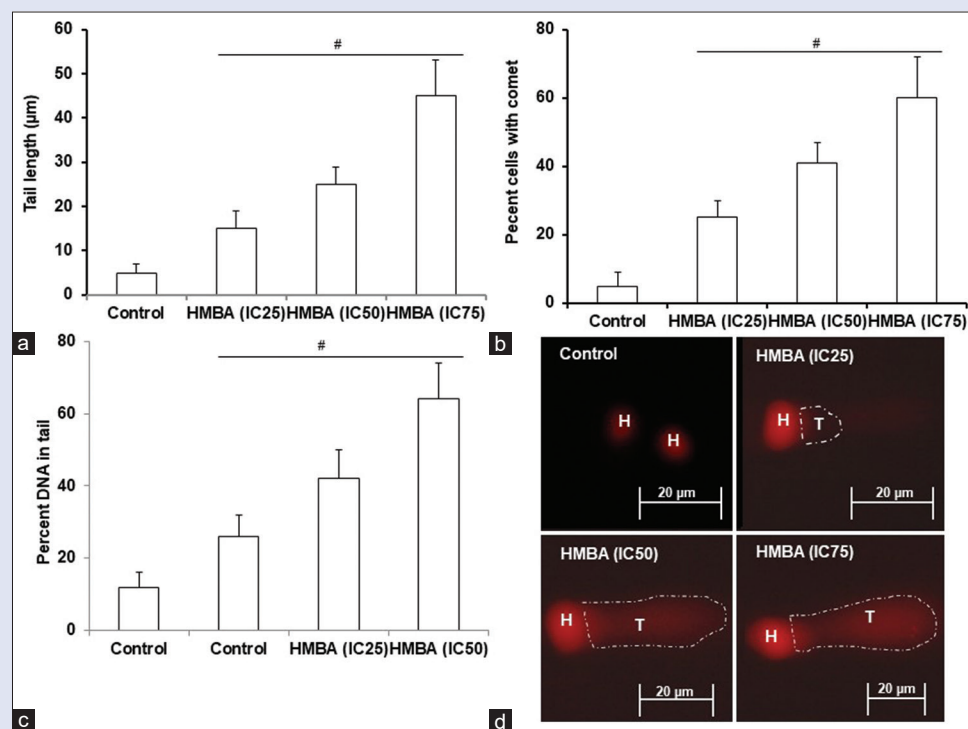 60
50
40
30
20
10
0
Tail length (µm)
#
Control HMBA (IC25) HMBA (IC50) HMBA (IC75)
a
80
60
40
20
0
Pecent cells with comet
#
Control HMBA (IC25) HMBA (IC50) HMBA (IC75)
b
80
60
40
20
0
Percent DNA in tail
#
Control Control HMBA (IC25) HMBA (IC50)
c
Control
H
H
20 µm
HMBA (IC25)
H T
20 µm
HMBA (IC50)
H T
20 µm
HMBA (IC75)
H T
20 µm
d